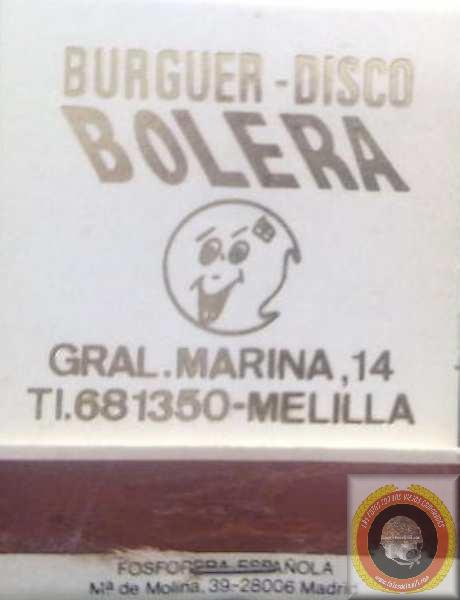 BURGUER-DISCO
BOLERA
GRAL.MARINA,14
Tl.681350-MELILLA
FOSFORERA ESPAÑOLA
Mª de Molina, 39-28006 Madrid